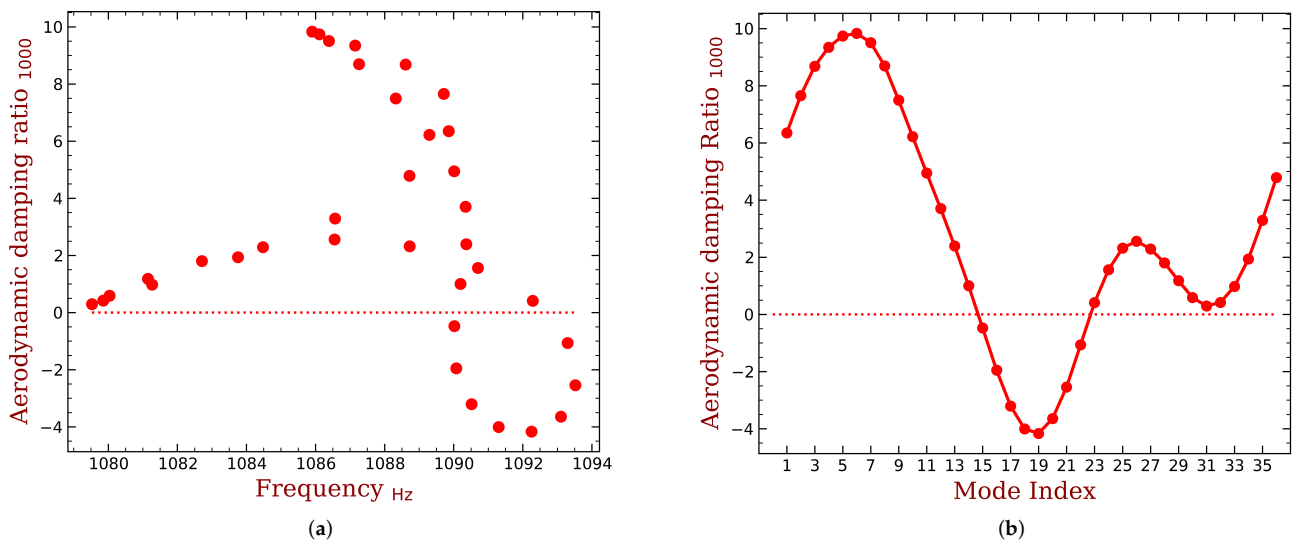 Aerodynamic damping ratio 1000
10
8
6
4
2
0
−2
−4
1080 1082 1084 1086 1088 1090 1092 1094
Frequency Hz
(a)
Aerodynamic damping Ratio 1000
10
8
6
4
2
0
−2
−4
1 3 5 7 9 11 13 15 17 19 21 23 25 27 29 31 33 35
Mode Index
(b)